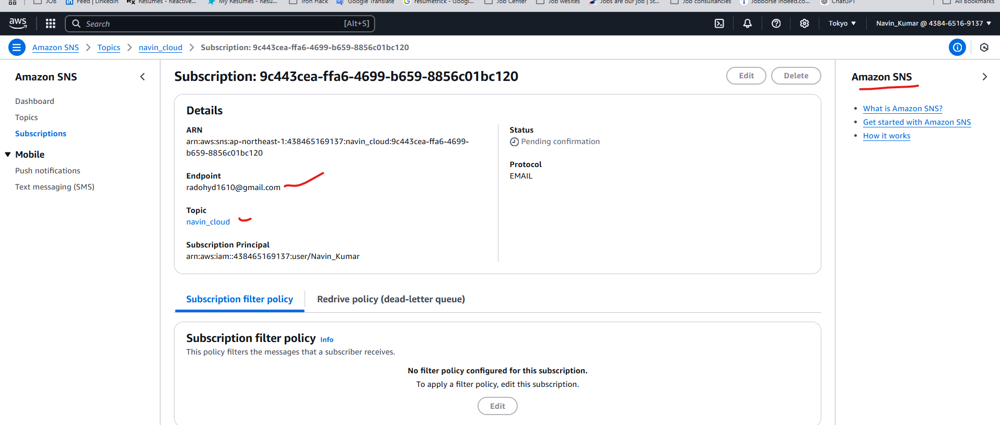 JOB
Feed | LinkedIn
Resumes - Reactive...
My Resumes - Resu...
Iron Hack
Google Translate
resumetrick - Googl...
Job Center
Job wesites
Jobs are our job | St...
Job consultancies
Jobbörse Indeed.co...
ChatGPT
All Bookmarks
aws
Search
[Alt+S]
Tokyo
Navin_Kumar @ 4384-6516-9137
Amazon SNS
Topics
navin_cloud
Subscription: 9c443cea-ffa6-4699-b659-8856c01bc120
Amazon SNS
Dashboard
Topics
Subscriptions
Mobile
Push notifications
Text messaging (SMS)
Subscription: 9c443cea-ffa6-4699-b659-8856c01bc120
Edit
Delete
Details
ARN
arn:aws:sns:ap-northeast-1:438465169137:navin_cloud:9c443cea-ffa6-4699-
b659-8856c01bc120
Endpoint
radohyd1610@gmail.com
Topic
navin_cloud
Subscription Principal
arn:aws:iam::438465169137:user/Navin_Kumar
Status
Pending confirmation
Protocol
EMAIL
Subscription filter policy
Redrive policy (dead-letter queue)
Subscription filter policy Info
This policy filters the messages that a subscriber receives.
No filter policy configured for this subscription.
To apply a filter policy, edit this subscription.
Edit
Amazon SNS
What is Amazon SNS?
Get started with Amazon SNS
How it works